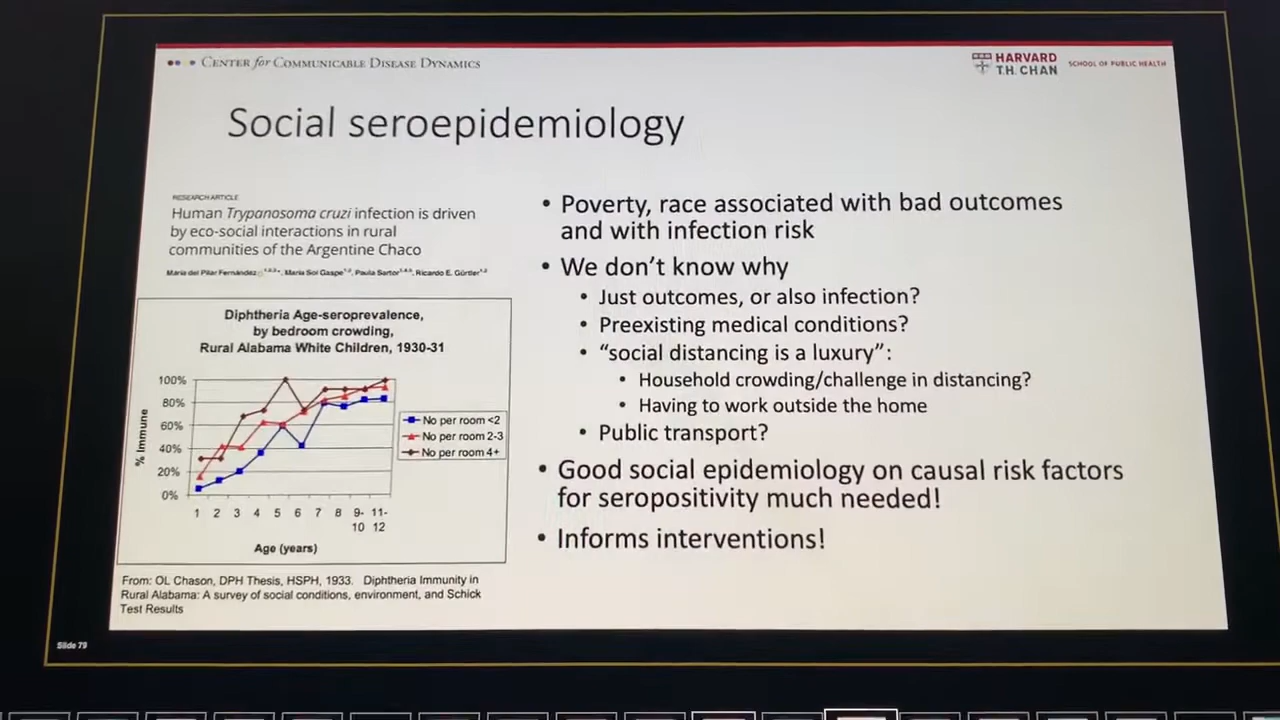 CENTER for COMMUNICABLE DISEASE DYNAMICS
HARVARD
T.H. CHAN
SCHOOL OF PUBLIC HEALTH
Social seroepidemiology
RESEARCH ARTICLE
Human Trypanosoma cruzi infection is driven
by eco-social interactions in rural
communities of the Argentine Chaco
María del Pilar Fernández, María Sol Gaspe, Paula Sartor, Ricardo E. Gürtler
Diphtheria Age-seroprevalence,
by bedroom crowding,
Rural Alabama White Children, 1930-31
% Immune
100%
80%
60%
40%
20%
0%
1 2 3 4 5 6 7 8 9- 11-
10 12
Age (years)
No per room <2
No per room 2-3
No per room 4+
From: OL Chason, DPH Thesis, HSPH, 1933. Diphtheria Immunity in
Rural Alabama: A survey of social conditions, environment, and Schick
Test Results
• Poverty, race associated with bad outcomes
and with infection risk
• We don’t know why
• Just outcomes, or also infection?
• Preexisting medical conditions?
• “social distancing is a luxury”:
• Household crowding/challenge in distancing?
• Having to work outside the home
• Public transport?
• Good social epidemiology on causal risk factors
for seropositivity much needed!
• Informs interventions!
Slide 79